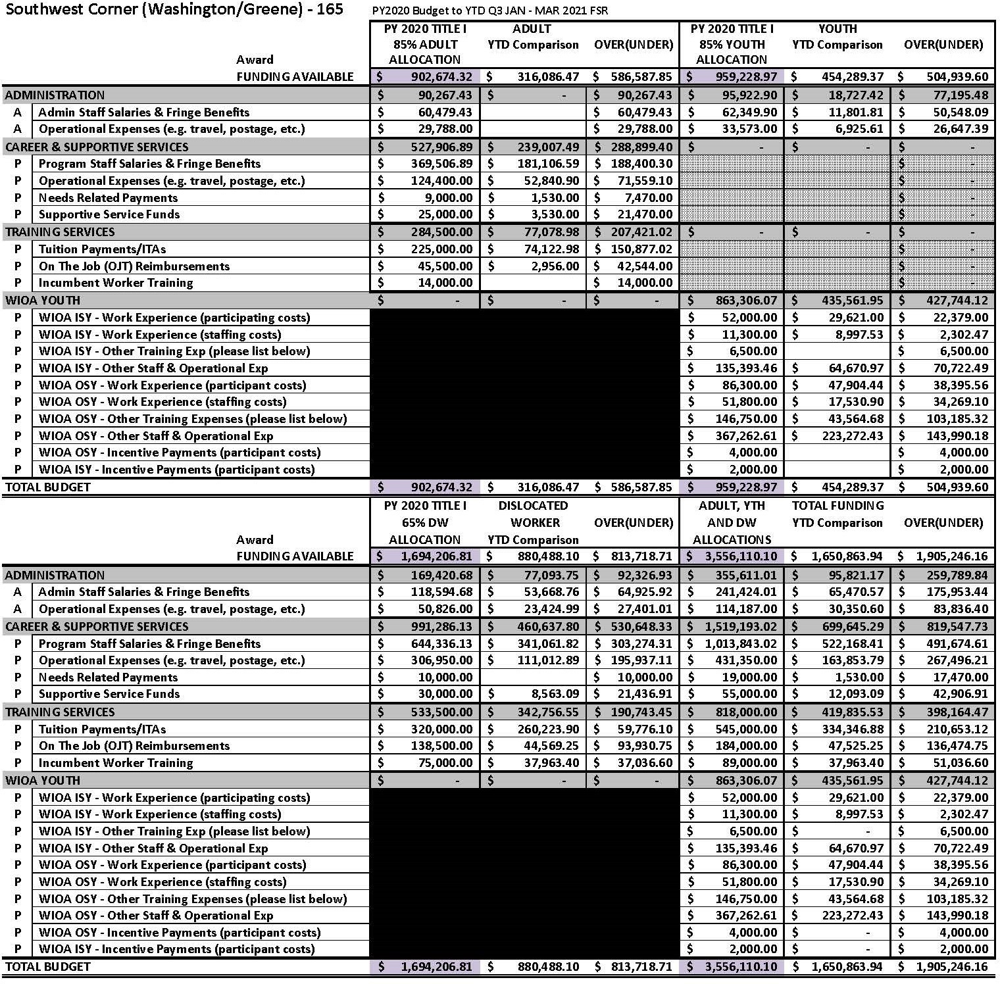 Southwest Corner (Washington/Greene) - 165 PY2020 Budget to YTD Q3 JAN - MAR 2021 FSR
PY 2020 TITLE I ADULT PY 2020 TITLE I YOUTH
85% ADULT YTD Comparison OVER(UNDER) 85% YOUTH YTD Comparison OVER(UNDER)
Award ALLOCATION ALLOCATION
FUNDING AVAILABLE $ 902,674.32 $ 316,086.47 $ 586,587.85 $ 959,228.97 $ 454,289.37 $ 504,939.60
ADMINISTRATION $ 90,267.43 $ - $ 90,267.43 $ 95,922.90 $ 18,727.42 $ 77,195.48
A Admin Staff Salaries & Fringe Benefits $ 60,479.43 $ 60,479.43 $ 62,349.90 $ 11,801.81 $ 50,548.09
A Operational Expenses (e.g. travel, postage, etc.) $ 29,788.00 $ 29,788.00 $ 33,573.00 $ 6,925.61 $ 26,647.39
CAREER & SUPPORTIVE SERVICES $ 527,906.89 $ 239,007.49 $ 288,899.40 $ - $ - $ -
P Program Staff Salaries & Fringe Benefits $ 369,506.89 $ 181,106.59 $ 188,400.30 $ -
P Operational Expenses (e.g. travel, postage, etc.) $ 124,400.00 $ 52,840.90 $ 71,559.10 $ -
P Needs Related Payments $ 9,000.00 $ 1,530.00 $ 7,470.00 $ -
P Supportive Service Funds $ 25,000.00 $ 3,530.00 $ 21,470.00 $ -
TRAINING SERVICES $ 284,500.00 $ 77,078.98 $ 207,421.02 $ - $ - $ -
P Tuition Payments/ITAs $ 225,000.00 $ 74,122.98 $ 150,877.02 $ -
P On The Job (OJT) Reimbursements $ 45,500.00 $ 2,956.00 $ 42,544.00 $ -
P Incumbent Worker Training $ 14,000.00 $ 14,000.00 $ -
WIOA YOUTH $ - $ - $ - $ 863,306.07 $ 435,561.95 $ 427,744.12
P WIOA ISY - Work Experience (participating costs) $ 52,000.00 $ 29,621.00 $ 22,379.00
P WIOA ISY - Work Experience (staffing costs) $ 11,300.00 $ 8,997.53 $ 2,302.47
P WIOA ISY - Other Training Exp (please list below) $ 6,500.00 $ 6,500.00
P WIOA ISY - Other Staff & Operational Exp $ 135,393.46 $ 64,670.97 $ 70,722.49
P WIOA OSY - Work Experience (participant costs) $ 86,300.00 $ 47,904.44 $ 38,395.56
P WIOA OSY - Work Experience (staffing costs) $ 51,800.00 $ 17,530.90 $ 34,269.10
P WIOA OSY - Other Training Expenses (please list below) $ 146,750.00 $ 43,564.68 $ 103,185.32
P WIOA OSY - Other Staff & Operational Exp $ 367,262.61 $ 223,272.43 $ 143,990.18
P WIOA OSY - Incentive Payments (participant costs) $ 4,000.00 $ 4,000.00
P WIOA ISY - Incentive Payments (participant costs) $ 2,000.00 $ 2,000.00
TOTAL BUDGET $ 902,674.32 $ 316,086.47 $ 586,587.85 $ 959,228.97 $ 454,289.37 $ 504,939.60
PY 2020 TITLE I DISLOCATED ADULT, YTH TOTAL FUNDING
65% DW WORKER OVER(UNDER) AND DW YTD Comparison OVER(UNDER)
Award ALLOCATION YTD Comparison ALLOCATIONS
FUNDING AVAILABLE $ 1,694,206.81 $ 880,488.10 $ 813,718.71 $ 3,556,110.10 $ 1,650,863.94 $ 1,905,246.16
ADMINISTRATION $ 169,420.68 $ 77,093.75 $ 92,326.93 $ 355,611.01 $ 95,821.17 $ 259,789.84
A Admin Staff Salaries & Fringe Benefits $ 118,594.68 $ 53,668.76 $ 64,925.92 $ 241,424.01 $ 65,470.57 $ 175,953.44
A Operational Expenses (e.g. travel, postage, etc.) $ 50,826.00 $ 23,424.99 $ 27,401.01 $ 114,187.00 $ 30,350.60 $ 83,836.40
CAREER & SUPPORTIVE SERVICES $ 991,286.13 $ 460,637.80 $ 530,648.33 $ 1,519,193.02 $ 699,645.29 $ 819,547.73
P Program Staff Salaries & Fringe Benefits $ 644,336.13 $ 341,061.82 $ 303,274.31 $ 1,013,843.02 $ 522,168.41 $ 491,674.61
P Operational Expenses (e.g. travel, postage, etc.) $ 306,950.00 $ 111,012.89 $ 195,937.11 $ 431,350.00 $ 163,853.79 $ 267,496.21
P Needs Related Payments $ 10,000.00 $ 10,000.00 $ 19,000.00 $ 1,530.00 $ 17,470.00
P Supportive Service Funds $ 30,000.00 $ 8,563.09 $ 21,436.91 $ 55,000.00 $ 12,093.09 $ 42,906.91
TRAINING SERVICES $ 533,500.00 $ 342,756.55 $ 190,743.45 $ 818,000.00 $ 419,835.53 $ 398,164.47
P Tuition Payments/ITAs $ 320,000.00 $ 260,223.90 $ 59,776.10 $ 545,000.00 $ 334,346.88 $ 210,653.12
P On The Job (OJT) Reimbursements $ 138,500.00 $ 44,569.25 $ 93,930.75 $ 184,000.00 $ 47,525.25 $ 136,474.75
P Incumbent Worker Training $ 75,000.00 $ 37,963.40 $ 37,036.60 $ 89,000.00 $ 37,963.40 $ 51,036.60
WIOA YOUTH $ - $ - $ - $ 863,306.07 $ 435,561.95 $ 427,744.12
P WIOA ISY - Work Experience (participating costs) $ 52,000.00 $ 29,621.00 $ 22,379.00
P WIOA ISY - Work Experience (staffing costs) $ 11,300.00 $ 8,997.53 $ 2,302.47
P WIOA ISY - Other Training Exp (please list below) $ 6,500.00 $ - $ 6,500.00
P WIOA ISY - Other Staff & Operational Exp $ 135,393.46 $ 64,670.97 $ 70,722.49
P WIOA OSY - Work Experience (participant costs) $ 86,300.00 $ 47,904.44 $ 38,395.56
P WIOA OSY - Work Experience (staffing costs) $ 51,800.00 $ 17,530.90 $ 34,269.10
P WIOA OSY - Other Training Expenses (please list below) $ 146,750.00 $ 43,564.68 $ 103,185.32
P WIOA OSY - Other Staff & Operational Exp $ 367,262.61 $ 223,272.43 $ 143,990.18
P WIOA OSY - Incentive Payments (participant costs) $ 4,000.00 $ - $ 4,000.00
P WIOA ISY - Incentive Payments (participant costs) $ 2,000.00 $ - $ 2,000.00
TOTAL BUDGET $ 1,694,206.81 $ 880,488.10 $ 813,718.71 $ 3,556,110.10 $ 1,650,863.94 $ 1,905,246.16